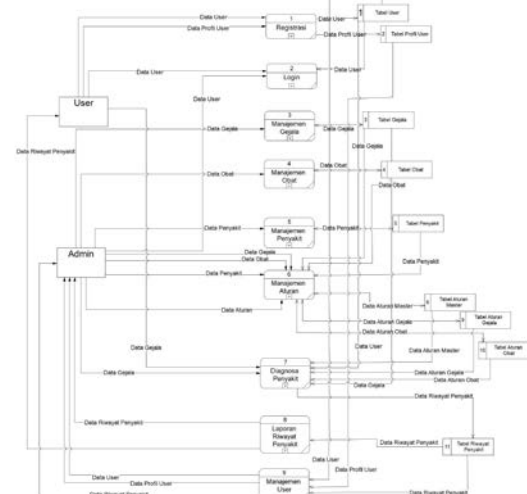 Data User
Data Profil User
1
Registrasi
Data User
Data Profil User
1
Tabel User
2
Tabel Profil User
Data User
2
Login
Data User
Data User
User
3
Manajemen
Gejala
Data Gejala
Data Gejala
3
Tabel Gejala
Data Gejala
Data Riwayat Penyakit
4
Manajemen
Obat
Data Obat
Data Obat
4
Tabel Obat
Data Obat
5
Manajemen
Penyakit
Data Penyakit
Data Penyakit
5
Tabel Penyakit
Data Penyakit
Admin
Data Gejala
Data Obat
Data Penyakit
6
Manajemen
Aturan
Data Aturan
Data Aturan Master
Tabel Aturan
Master
Data Aturan Gejala
9
Tabel Aturan
Gejala
Data Aturan Obat
10
Tabel Aturan
Obat
Data User
Data Aturan Master
Data Gejala
7
Diagnosa
Penyakit
Data Gejala
Data Aturan Gejala
Data Aturan Obat
Data Gejala
Data Riwayat Penyakit
8
Laporan
Riwayat
Penyakit
Data Riwayat Penyakit
Data Riwayat Penyakit
11
Tabel Riwayat
Penyakit
Data User
Data Profil User
9
Manajemen
User
Data User
Data Profil User
Data Riwayat Penyakit